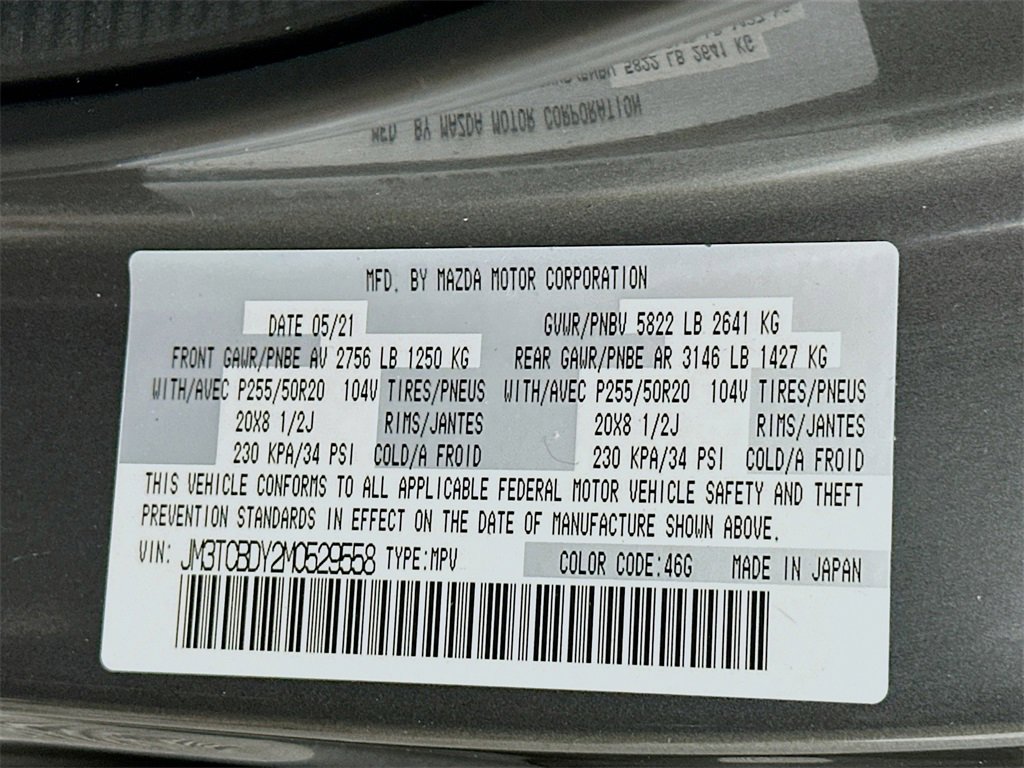 MFD. BY MAZDA MOTOR CORPORATION
DATE 05/21 GVWR/PNBV 5822 LB 2641 KG
FRONT GAWR/PNBE AV 2756 LB 1250 KG REAR GAWR/PNBE AR 3146 LB 1427 KG
WITH/AVEC P255/50R20 104V TIRES/PNEUS WITH/AVEC P255/50R20 104V TIRES/PNEUS
20X8 1/2J RIMS/JANTES 20X8 1/2J RIMS/JANTES
230 KPA/34 PSI COLD/A FROID 230 KPA/34 PSI COLD/A FROID
THIS VEHICLE CONFORMS TO ALL APPLICABLE FEDERAL MOTOR VEHICLE SAFETY AND THEFT
PREVENTION STANDARDS IN EFFECT ON THE DATE OF MANUFACTURE SHOWN ABOVE.
VIN: JM3TCBDY2M0529558 TYPE:MPV COLOR CODE:46G MADE IN JAPAN